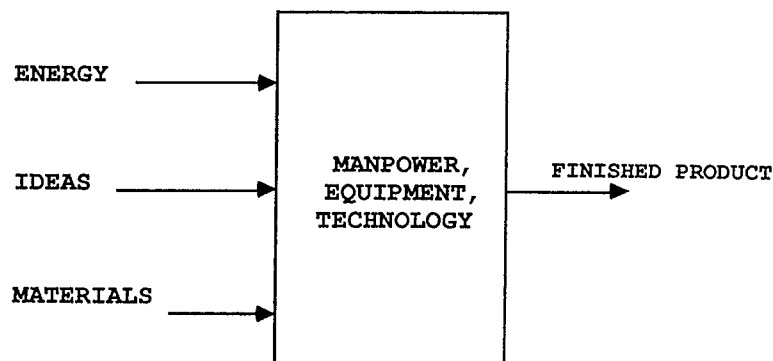 ENERGY
IDEAS
MATERIALS
MANPOWER,
EQUIPMENT,
TECHNOLOGY
FINISHED PRODUCT